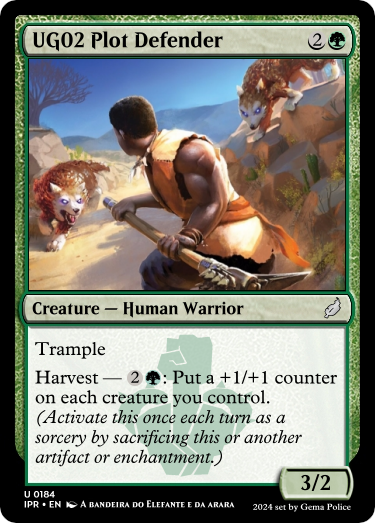 UG02 Plot Defender 2
Creature — Human Warrior
Trample
Harvest — 2 : Put a +1/+1 counter
on each creature you control.
(Activate this once each turn as a
sorcery by sacrificing this or another
artifact or enchantment.)
3/2
U 0184
IPR • EN A BANDEIRA DO ELEFANTE E DA ARARA
2024 set by Gema Police